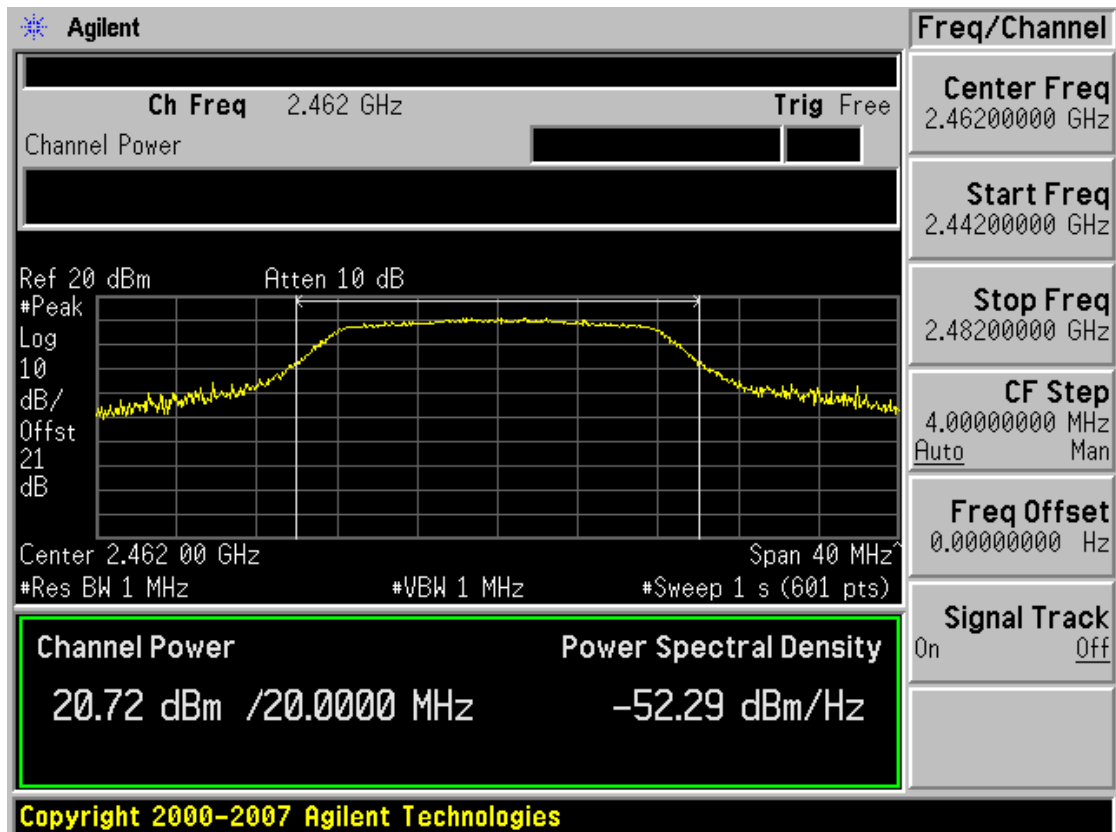 Agilent
Freq/Channel
Ch Freq 2.462 GHz Trig Free
Channel Power
Center Freq
2.46200000 GHz
Start Freq
2.44200000 GHz
Stop Freq
2.48200000 GHz
CF Step
4.00000000 MHz
Auto Man
Freq Offset
0.00000000 Hz
Signal Track
On Off
Ref 20 dBm Atten 10 dB
#Peak
Log
10
dB/
Offst
21
dB
Center 2.462 00 GHz Span 40 MHz^
#Res BW 1 MHz #VBW 1 MHz #Sweep 1 s (601 pts)
Channel Power Power Spectral Density
20.72 dBm /20.0000 MHz -52.29 dBm/Hz
Copyright 2000-2007 Agilent Technologies